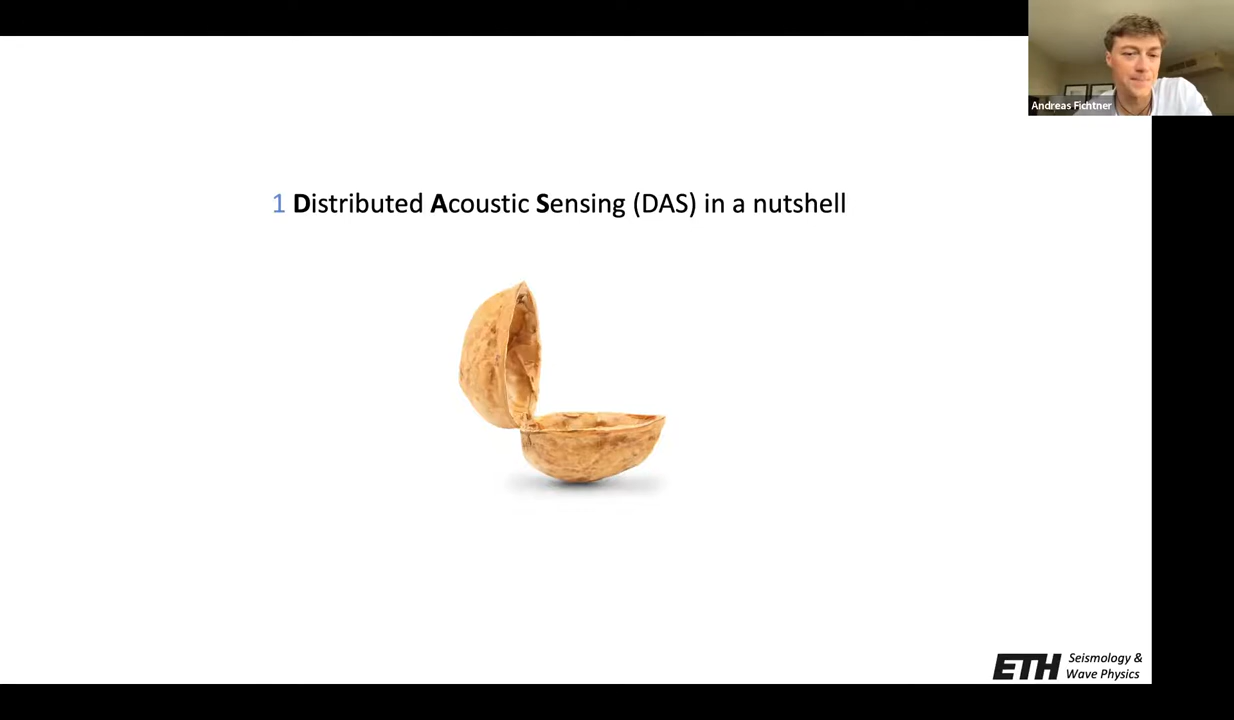 Andreas Fichtner
1 Distributed Acoustic Sensing (DAS) in a nutshell
ETH Seismology &
Wave Physics